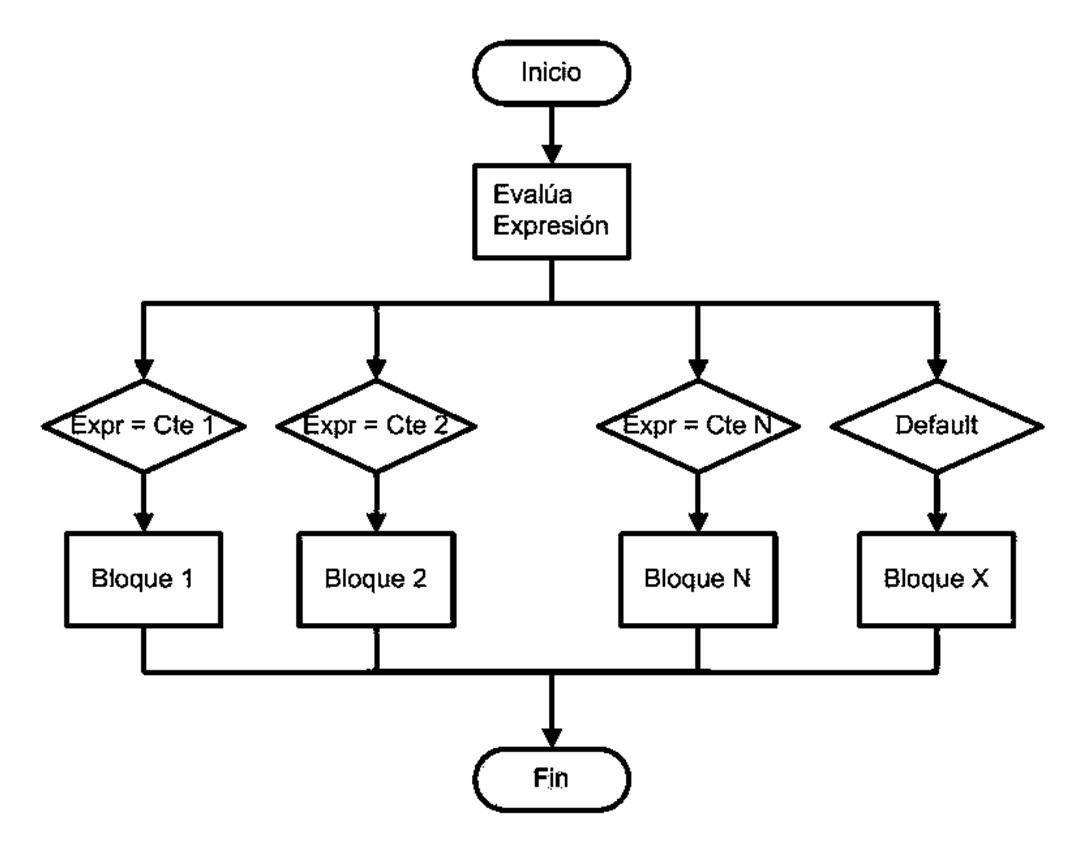 Inicio
Evalúa
Expresión
Expr = Cte 1
Expr = Cte 2
Expr = Cte N
Default
Bloque 1
Bloque 2
Bloque N
Bloque X
Fin